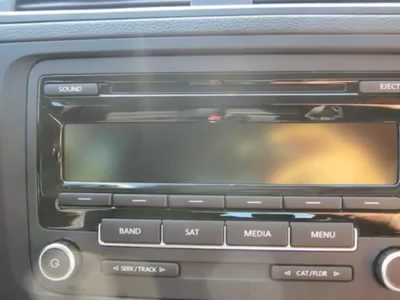 SOUND
EJECT
BAND SAT MEDIA MENU
SEEK/TRACK
CAT/FLDR